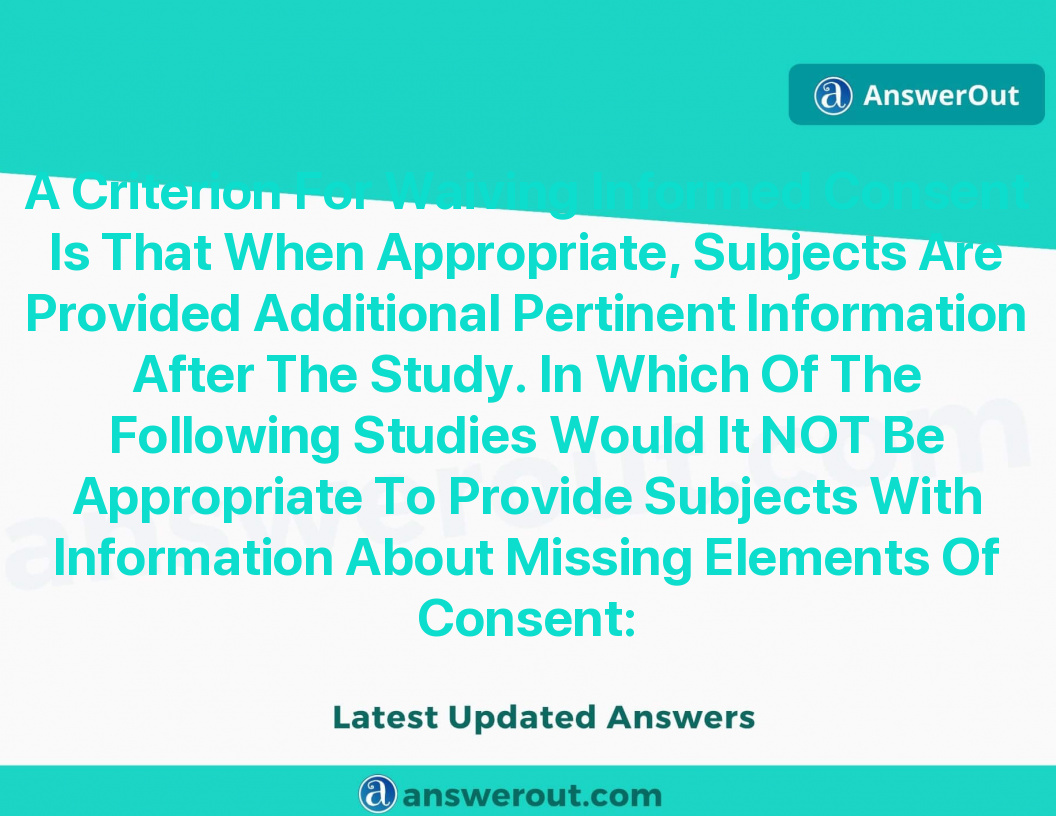 AnswerOut
A Criterion For Waiving Informed Consent
Is That When Appropriate, Subjects Are
Provided Additional Pertinent Information
After The Study. In Which Of The
Following Studies Would It NOT Be
Appropriate To Provide Subjects With
Information About Missing Elements Of
Consent:
answerout.com
Latest Updated Answers
answerout.com